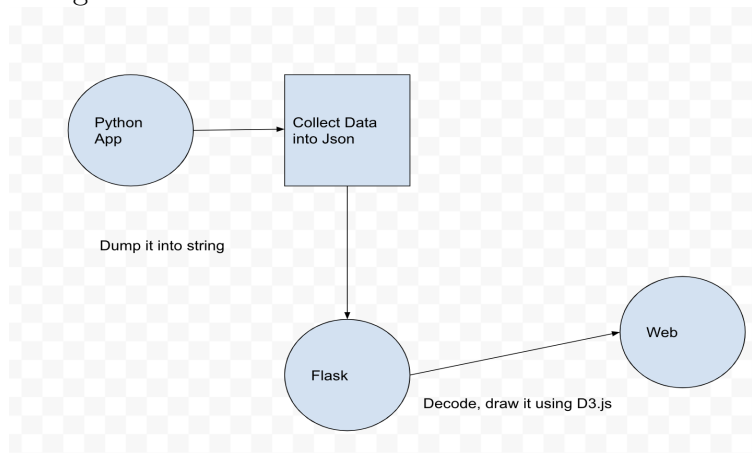 Python
App
Collect Data
into Json
Dump it into string
Web
Flask
Decode, draw it using D3.js